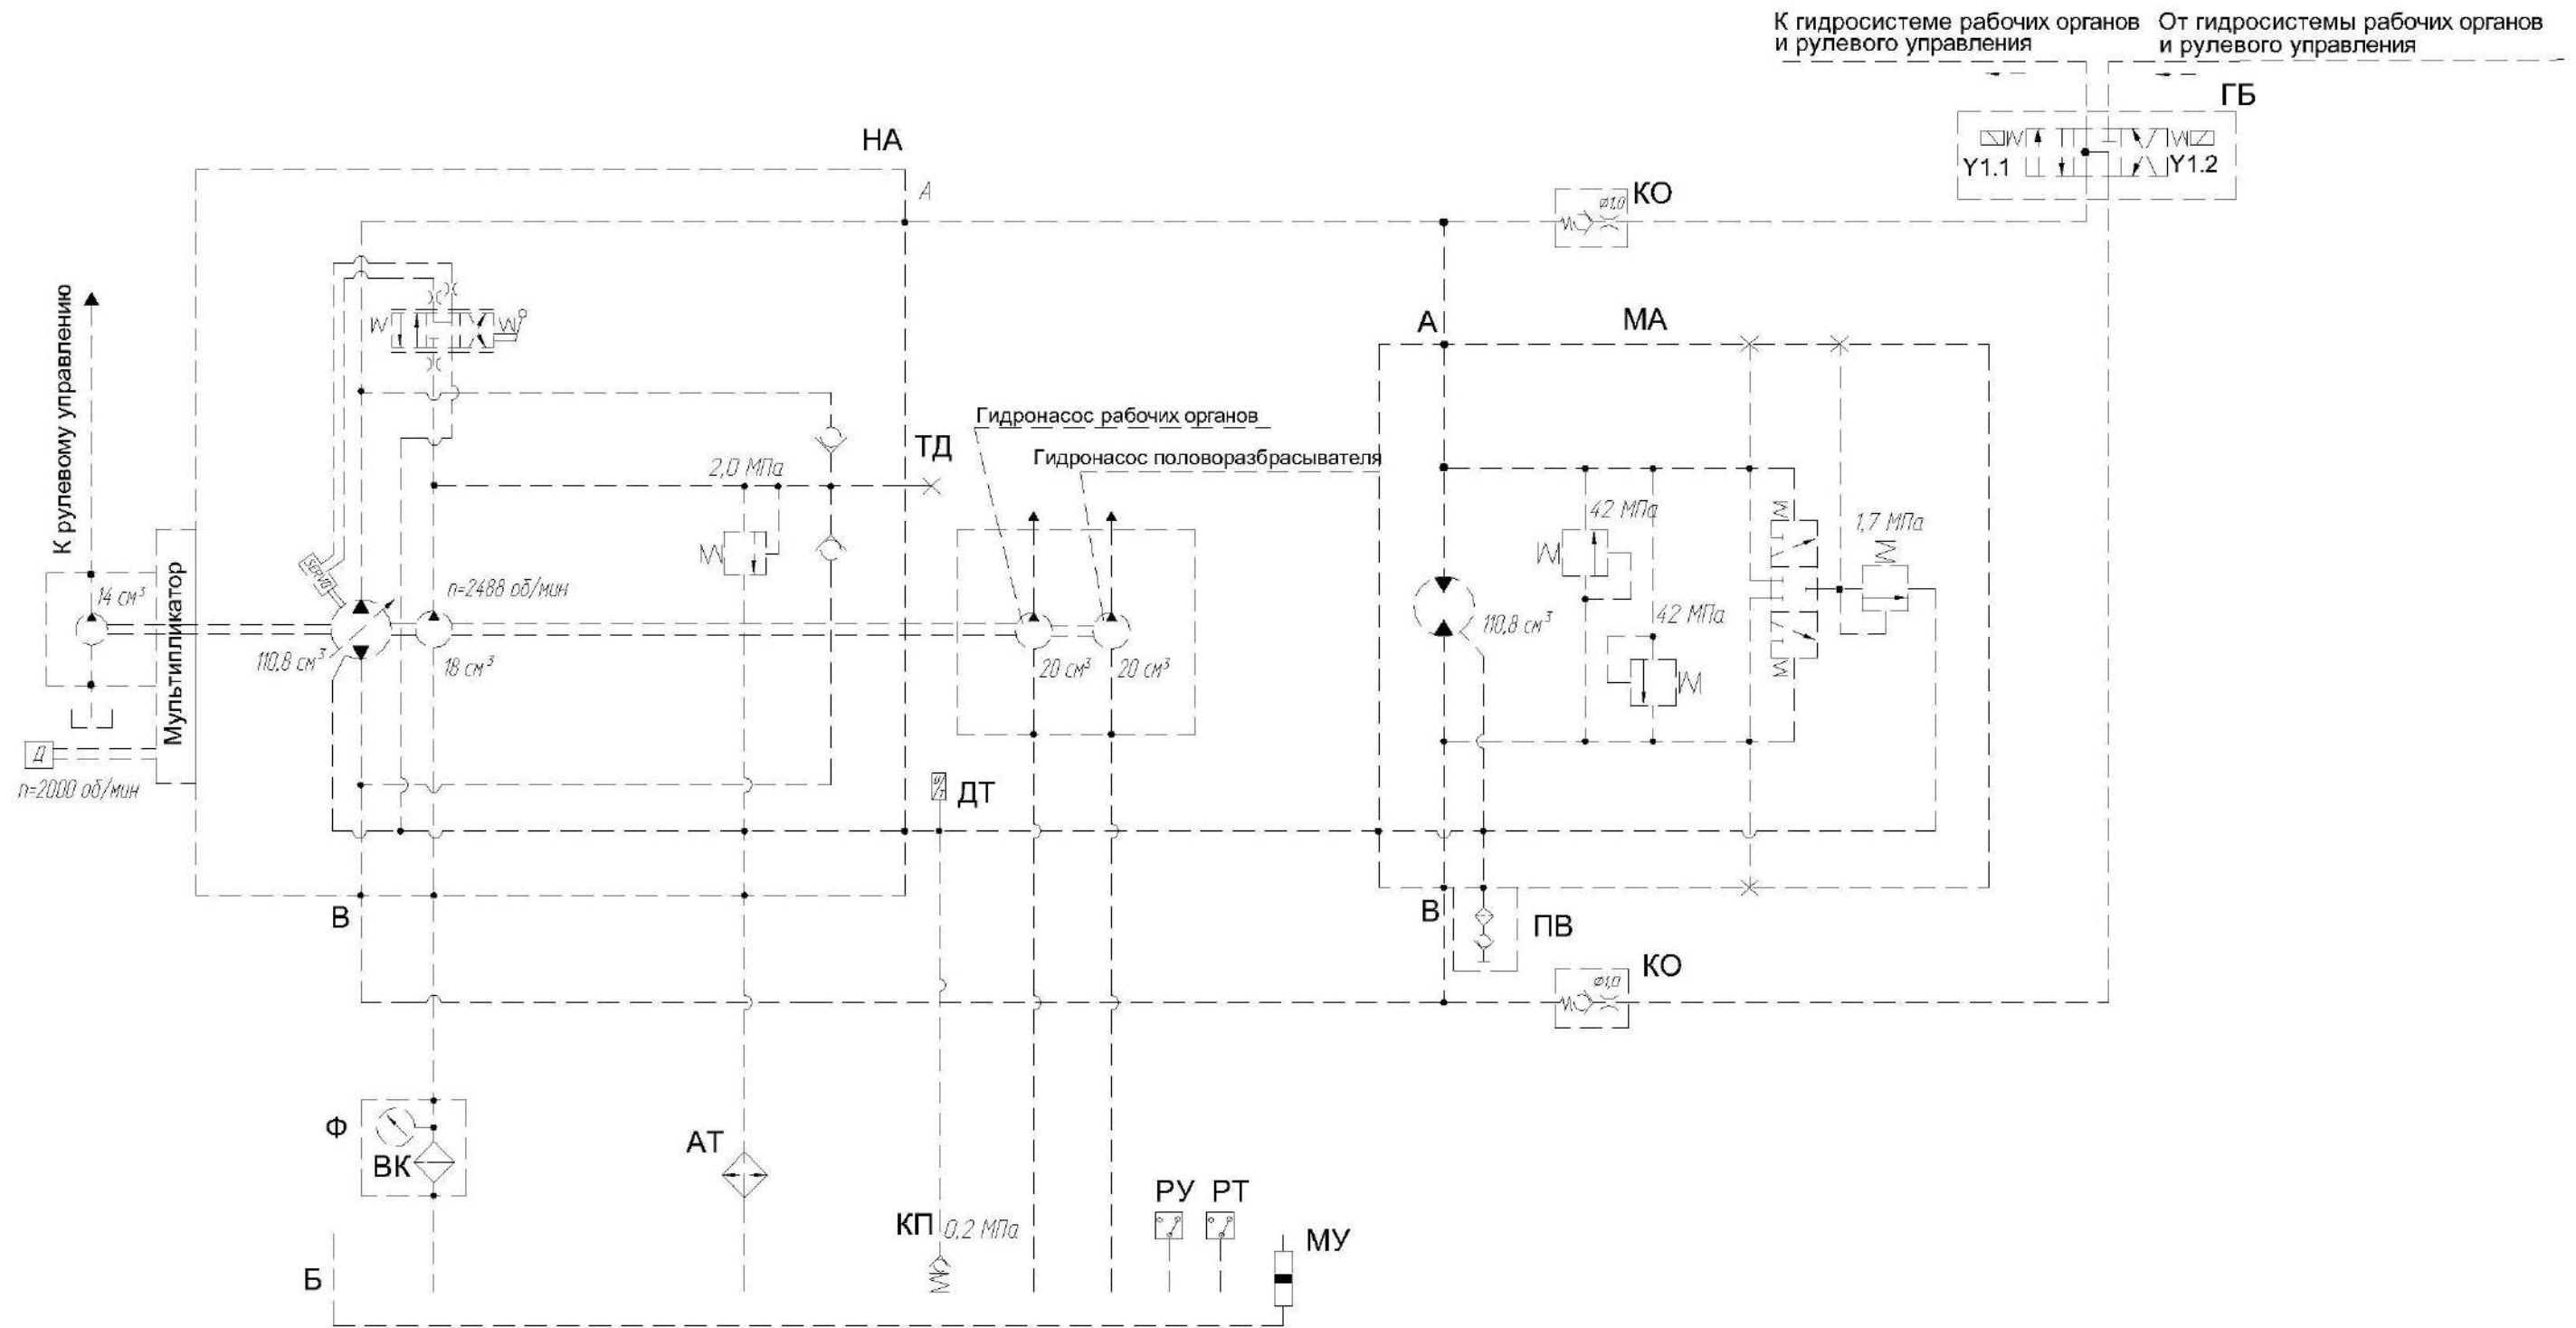 К гидросистеме рабочих органов
и рулевого управления
От гидросистемы рабочих органов
и рулевого управления
ГБ
Y1.1
Y1.2
НА
А
КО
⌀1,0
К рулевому управлению
А
МА
Гидронасос рабочих органов
ТД
Гидронасос половоразбрасывателя
2,0 МПа
42 МПа
1,7 МПа
SERVO
14 см³
Мультипликатор
n=2488 об/мин
42 МПа
110,8 см³
110,8 см³
18 см³
20 см³
20 см³
Д
n=2000 об/мин
ДТ
В
В
ПВ
КО
⌀1,0
Ф
ВК
АТ
КП
0,2 МПа
РУ
РТ
МУ
Б